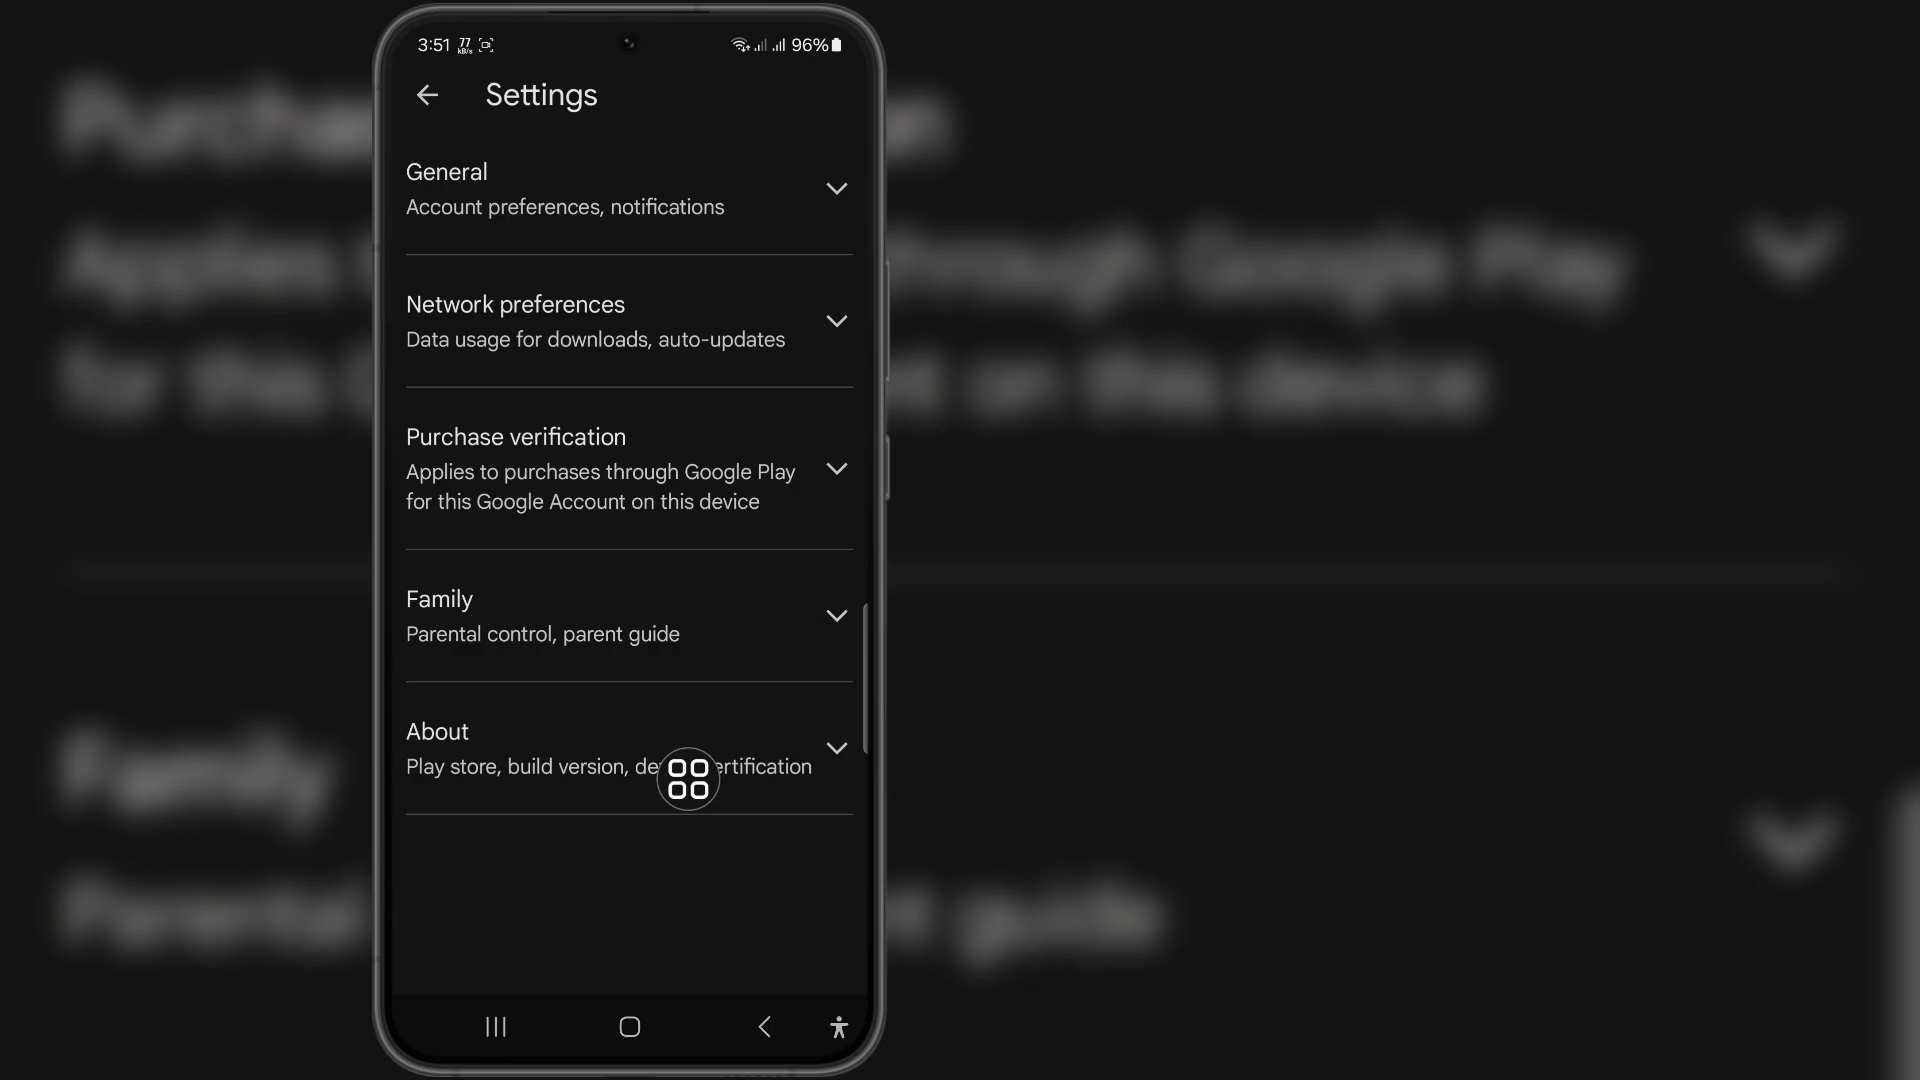 3:51 77 kB/s 96%
Settings
General
Account preferences, notifications
Network preferences
Data usage for downloads, auto-updates
Purchase verification
Applies to purchases through Google Play
for this Google Account on this device
Family
Parental control, parent guide
About
Play store, build version, de ertification